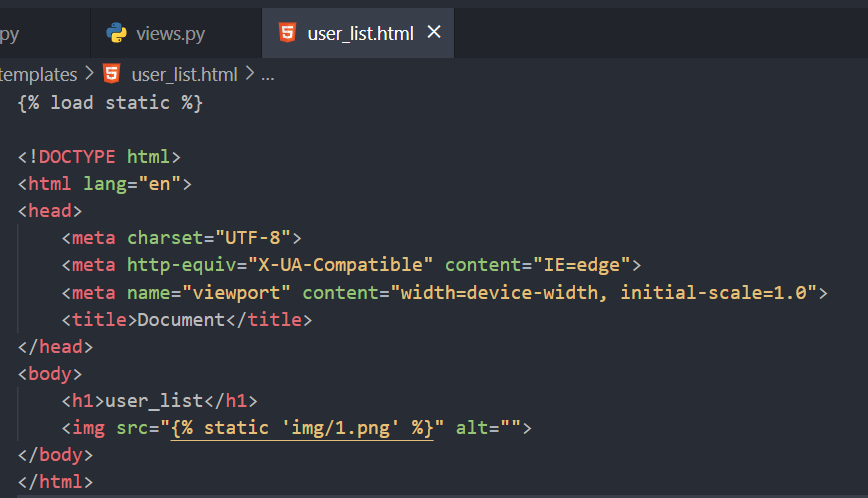 py views.py user_list.html ×
templates > user_list.html > ...
{% load static %}
<!DOCTYPE html>
<html lang="en">
<head>
<meta charset="UTF-8">
<meta http-equiv="X-UA-Compatible" content="IE=edge">
<meta name="viewport" content="width=device-width, initial-scale=1.0">
<title>Document</title>
</head>
<body>
<h1>user_list</h1>
<img src="{% static 'img/1.png' %}" alt="">
</body>
</html>